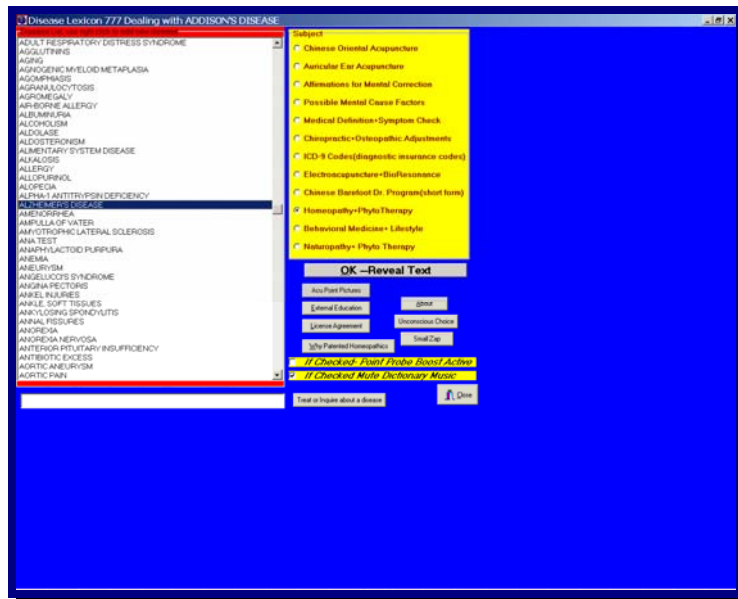 Disease Lexicon 777 Dealing with ADDISON'S DISEASE
ADULT RESPIRATORY DISTRESS SYNDROME
AGGLUTININS
AGING
AGNOGENIC MYELOID METAPLASIA
AGOMPHIASIS
AGRANULOCYTOSIS
AGROMEGALY
AIR-BORNE ALLERGY
ALBUMINURIA
ALCOHOLISM
ALDOLASE
ALDOSTERONISM
ALIMENTARY SYSTEM DISEASE
ALKALOSIS
ALLERGY
ALLOPURINOL
ALOPECIA
ALPHA-1 ANTITRYPSIN DEFICIENCY
ALZHEIMER'S DISEASE
AMENORRHEA
AMPULLA OF VATER
AMYOTROPHIC LATERAL SCLEROSIS
ANA TEST
ANAPHYLACTOID PURPURA
ANEMIA
ANEURYSM
ANGELUCCI'S SYNDROME
ANGINA PECTORIS
ANKEL INJURIES
ANKLE, SOFT TISSUES
ANKYLOSING SPONDYLITIS
ANNAL FISSURES
ANOREXIA
ANOREXIA NERVOSA
ANTERIOR PITUITARY INSUFFICIENCY
ANTIBIOTIC EXCESS
AORTIC ANEURYSM
AORTIC PAIN
Subject
Chinese Oriental Acupuncture
Auricular Ear Acupuncture
Affirmations for Mental Correction
Possible Mental Cause Factors
Medical Definition+Symptom Check
Chiropractic+Osteopathic Adjustments
ICD-9 Codes(diagnostic insurance codes)
Electroacupuncture+BioResonance
Chinese Barefoot Dr. Program(short form)
Homeopathy+PhytoTherapy
Behavioral Medicine+ Lifestyle
Naturopathy+ Phyto Therapy
OK --Reveal Text
Acu Point Pictures
External Education
About
License Agreement
Unconscious Choice
Why Patented Homeopathics
Small Zap
If Checked- Point Probe Boost Active
If Checked Mute Dictionary Music
Treat or Inquire about a disease
Close